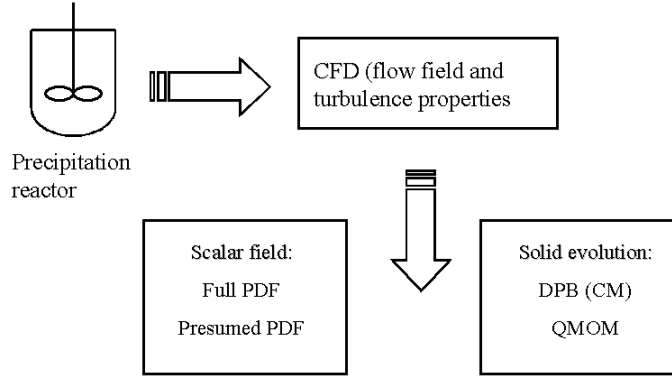 CFD (flow field and
turbulence properties
Precipitation
reactor
Scalar field:
Full PDF
Presumed PDF
Solid evolution:
DPB (CM)
QMOM